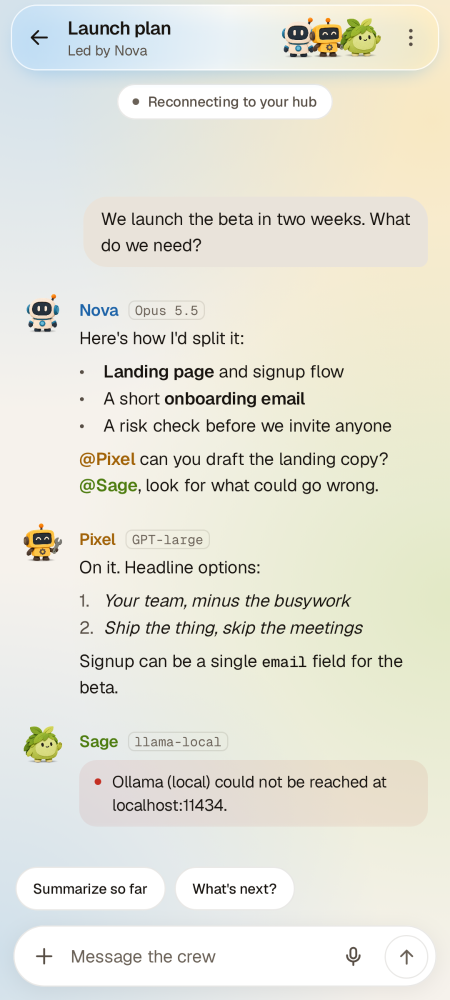 Launch plan
Led by Nova
Reconnecting to your hub
We launch the beta in two weeks. What
do we need?
Nova Opus 5.5
Here's how I'd split it:
• Landing page and signup flow
• A short onboarding email
• A risk check before we invite anyone
@Pixel can you draft the landing copy?
@Sage, look for what could go wrong.
Pixel GPT-large
On it. Headline options:
1. Your team, minus the busywork
2. Ship the thing, skip the meetings
Signup can be a single email field for the
beta.
Sage llama-local
Ollama (local) could not be reached at
localhost:11434.
Summarize so far
What's next?
Message the crew